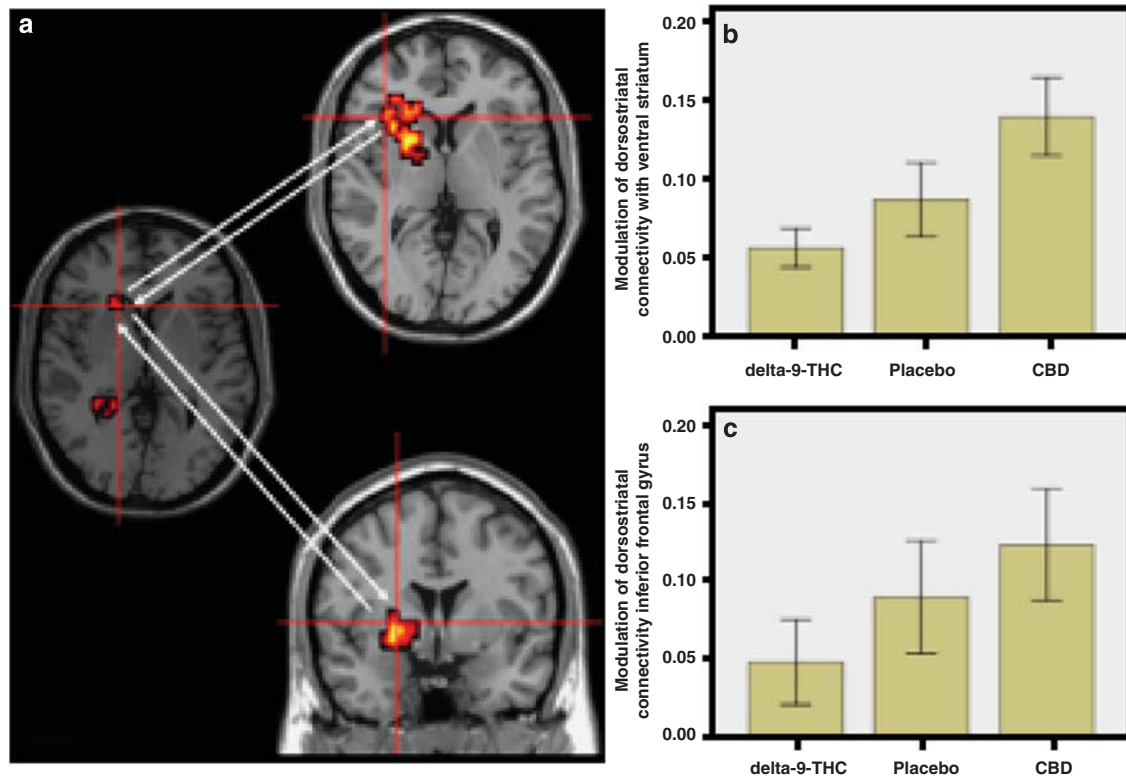 a
b
Modulation of dorsostriatal
connectivity with ventral striatum
0.20
0.15
0.10
0.05
0.00
delta-9-THC
Placebo
CBD
c
Modulation of dorsostriatal
connectivity inferior frontal gyrus
0.20
0.15
0.10
0.05
0.00
delta-9-THC
Placebo
CBD